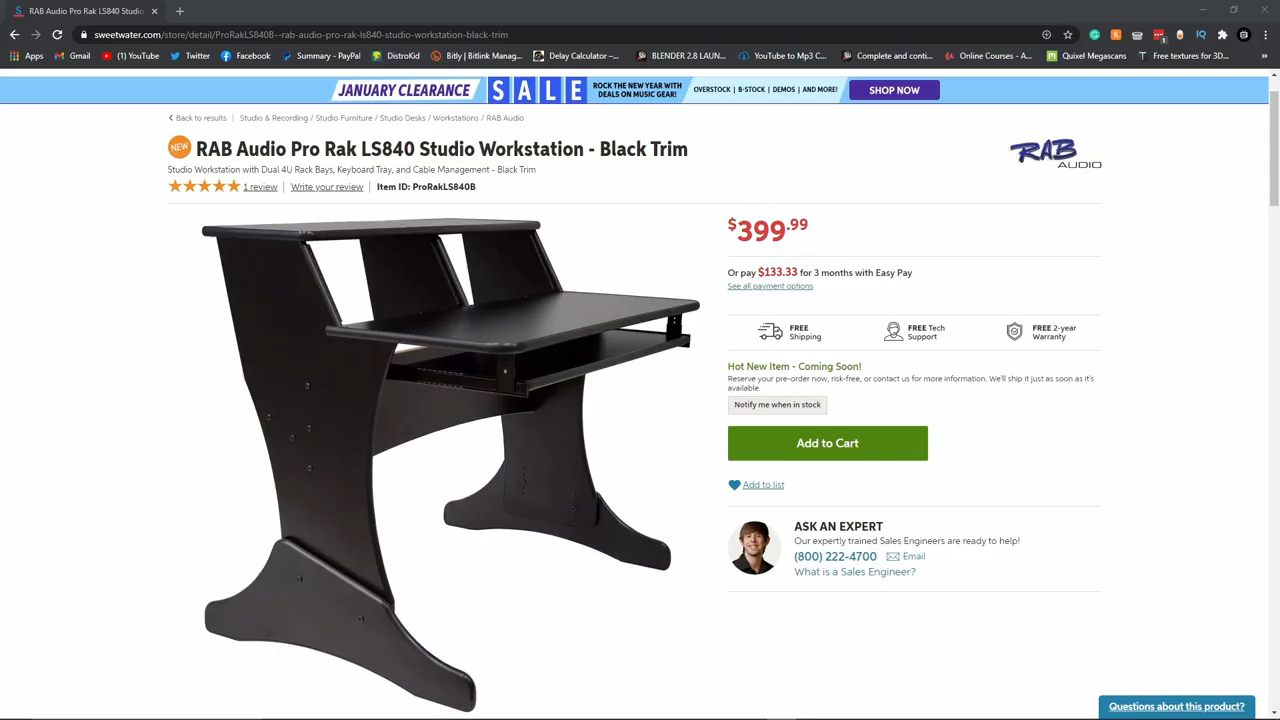 RAB Audio Pro Rak LS840 Studio
sweetwater.com/store/detail/ProRakLS840B--rab-audio-pro-rak-ls840-studio-workstation-black-trim
Apps Gmail (1) YouTube Twitter Facebook Summary - PayPal DistroKid Bitly | Bitlink Manag... Delay Calculator –... BLENDER 2.8 LAUN... YouTube to Mp3 C... Complete and conti... Online Courses - A... Quixel Megascans Free textures for 3D... »
JANUARY CLEARANCE SALE ROCK THE NEW YEAR WITH
DEALS ON MUSIC GEAR!
OVERSTOCK | B-STOCK | DEMOS | AND MORE! SHOP NOW
Back to results Studio & Recording / Studio Furniture / Studio Desks / Workstations / RAB Audio
NEW RAB Audio Pro Rak LS840 Studio Workstation - Black Trim
RAB AUDIO
Studio Workstation with Dual 4U Rack Bays, Keyboard Tray, and Cable Management - Black Trim
1 review Write your review Item ID: ProRakLS840B
$399.99
Or pay $133.33 for 3 months with Easy Pay
See all payment options
FREE Shipping
FREE Tech Support
FREE 2-year Warranty
Hot New Item - Coming Soon!
Reserve your pre-order now, risk-free, or contact us for more information. We'll ship it just as soon as it's
available.
Notify me when in stock
Add to Cart
Add to list
ASK AN EXPERT
Our expertly trained Sales Engineers are ready to help!
(800) 222-4700 Email
What is a Sales Engineer?
Questions about this product?